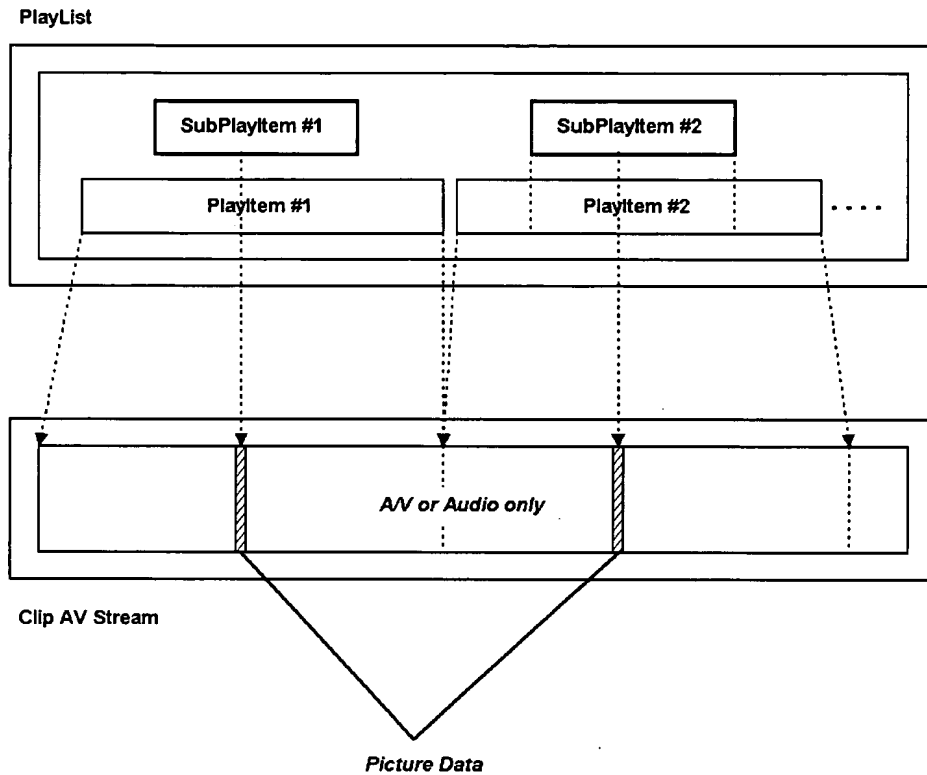 PlayList
SubPlayItem #1
SubPlayItem #2
PlayItem #1
PlayItem #2
A/V or Audio only
Clip AV Stream
Picture Data